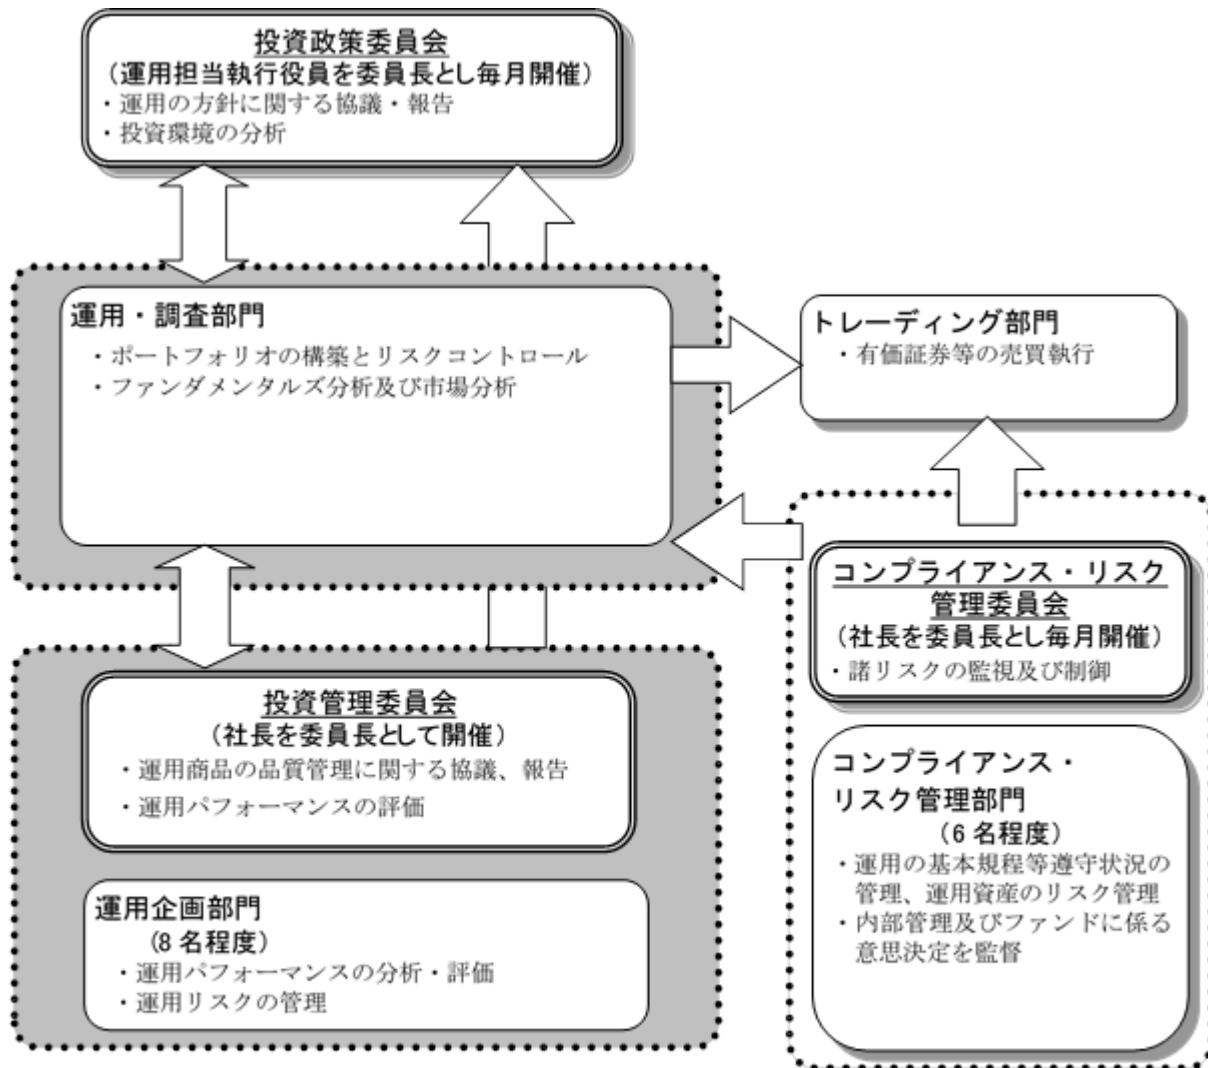 投資政策委員会
(運用担当執行役員を委員長とし毎月開催)
・運用の方針に関する協議・報告
・投資環境の分析
運用・調査部門
・ポートフォリオの構築とリスクコントロール
・ファンダメンタルズ分析及び市場分析
トレーディング部門
・有価証券等の売買執行
コンプライアンス・リスク
管理委員会
(社長を委員長とし毎月開催)
・諸リスクの監視及び制御
投資管理委員会
(社長を委員長として開催)
・運用商品の品質管理に関する協議、報告
・運用パフォーマンスの評価
運用企画部門
(8 名程度)
・運用パフォーマンスの分析・評価
・運用リスクの管理
コンプライアンス・
リスク管理部門
(6 名程度)
・運用の基本規程等遵守状況の
管理、運用資産のリスク管理
・内部管理及びファンドに係る
意思決定を監督